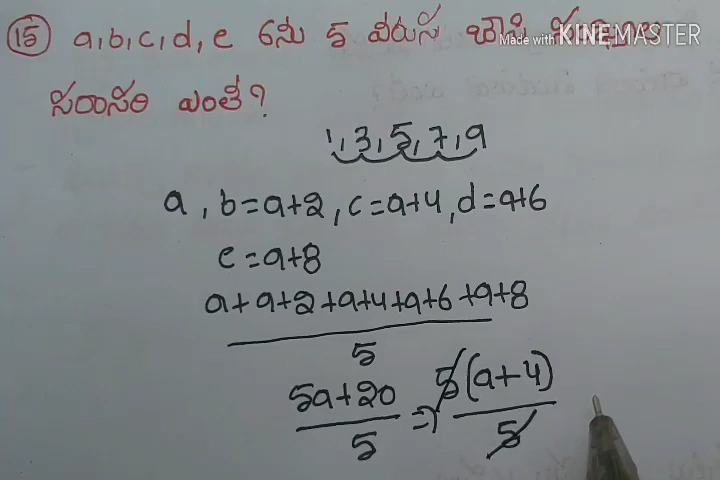 15 a, b, c, d, e అను 5 వరుస బేసి
సరాసరి ఎంత?
Made with KINEMASTER
1, 3, 5, 7, 9
a, b=a+2, c=a+4, d=a+6
e=a+8
a+a+2+a+4+a+6+a+8
5
5a+20 => 5(a+4)
5 5